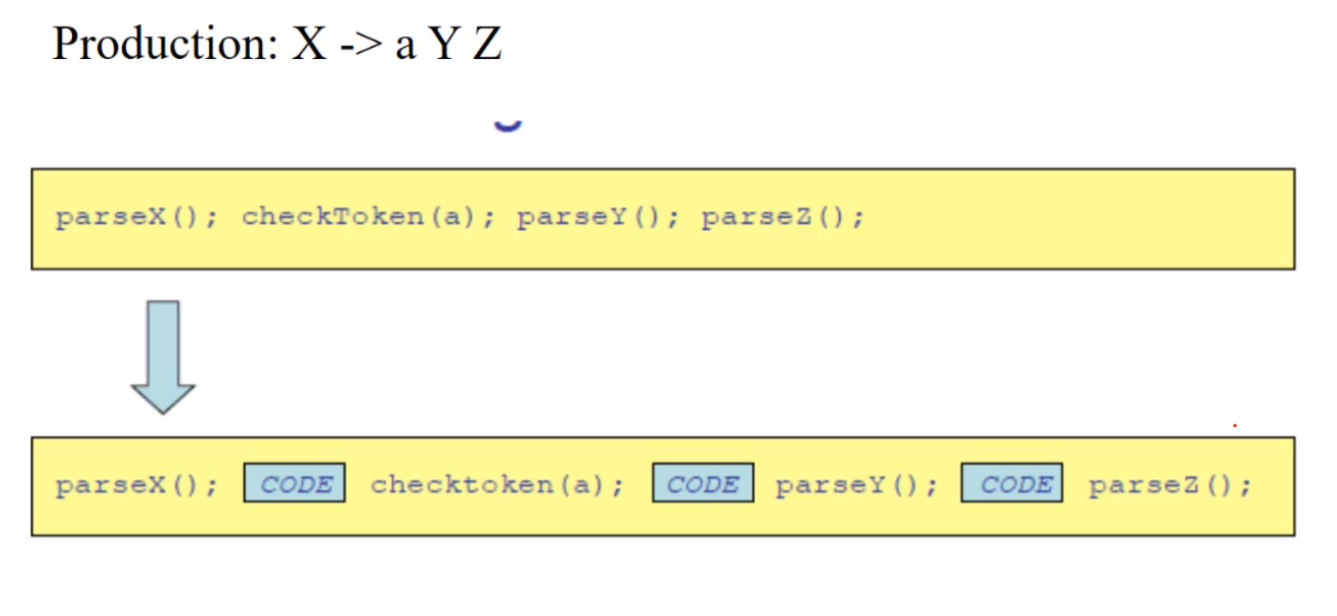 Production: X -> a Y Z
parseX(); checkToken(a); parseY(); parseZ();
parseX(); CODE checktoken(a); CODE parseY(); CODE parseZ();